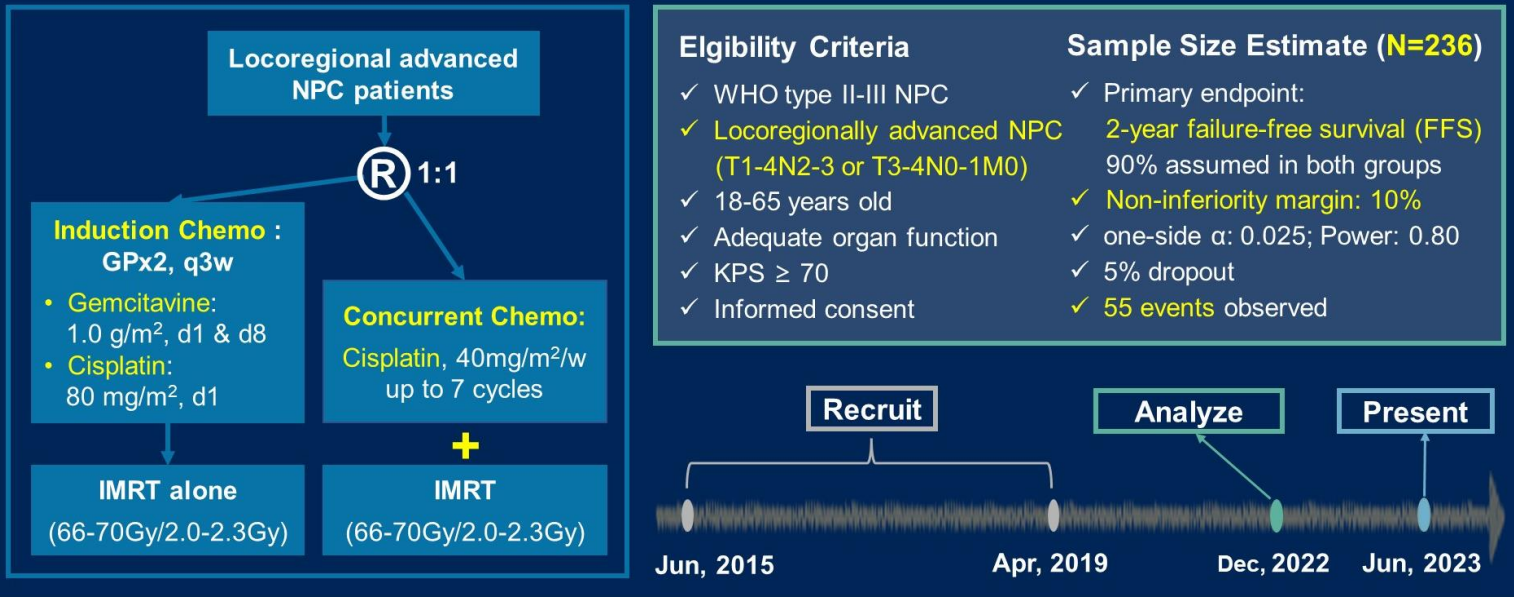 Locoregional advanced
NPC patients
R 1:1
Induction Chemo :
GPx2, q3w
• Gemcitavine:
1.0 g/m², d1 & d8
• Cisplatin:
80 mg/m², d1
Concurrent Chemo:
Cisplatin, 40mg/m²/w
up to 7 cycles
+
IMRT alone
(66-70Gy/2.0-2.3Gy)
IMRT
(66-70Gy/2.0-2.3Gy)
Elgibility Criteria
✓ WHO type II-III NPC
✓ Locoregionally advanced NPC
(T1-4N2-3 or T3-4N0-1M0)
✓ 18-65 years old
✓ Adequate organ function
✓ KPS ≥ 70
✓ Informed consent
Sample Size Estimate (N=236)
✓ Primary endpoint:
2-year failure-free survival (FFS)
90% assumed in both groups
✓ Non-inferiority margin: 10%
✓ one-side α: 0.025; Power: 0.80
✓ 5% dropout
✓ 55 events observed
Recruit
Analyze
Present
Jun, 2015
Apr, 2019
Dec, 2022
Jun, 2023